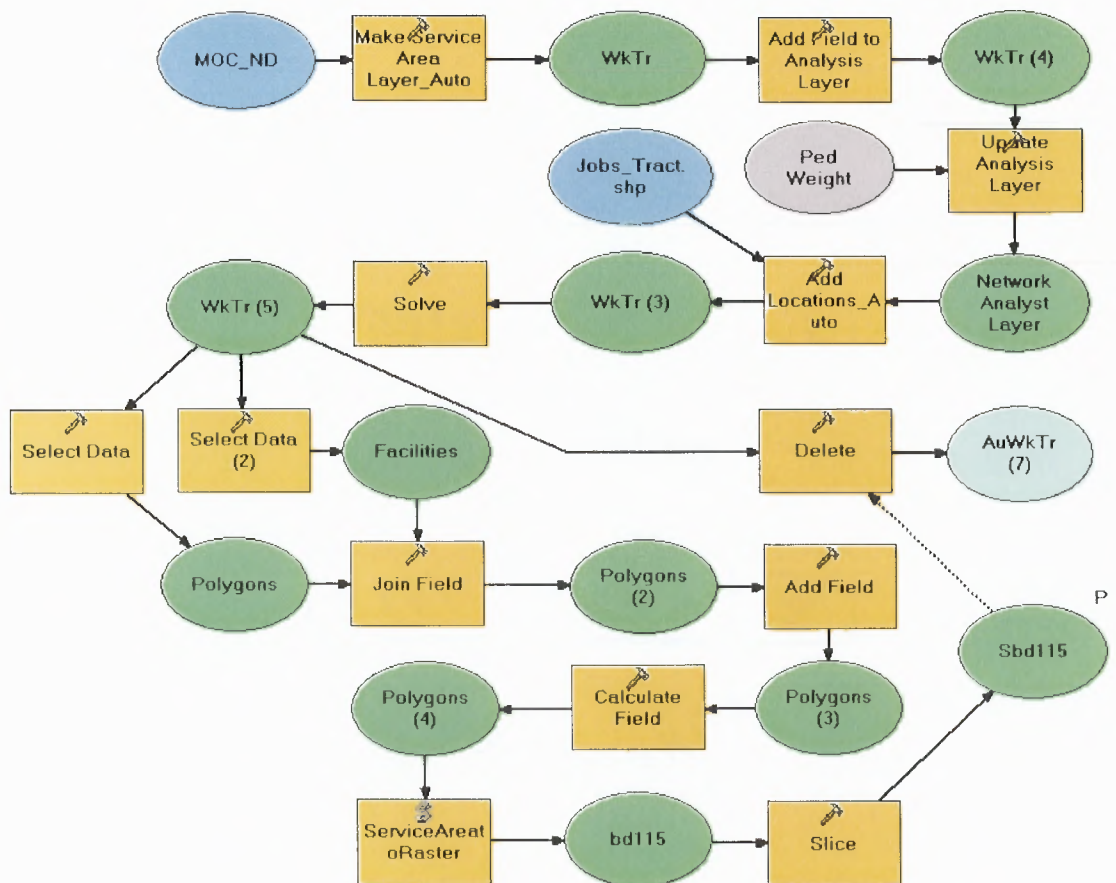 MOC_ND
Make Service
Area
Layer_Auto
WkTr
Add Field to
Analysis
Layer
WkTr (4)
Jobs_Tract.
shp
Ped
Weight
Update
Analysis
Layer
WkTr (5)
Solve
WkTr (3)
Add
Locations_A
uto
Network
Analyst
Layer
Select Data
Select Data
(2)
Facilities
Delete
AuWkTr
(7)
Polygons
Join Field
Polygons
(2)
Add Field
P
Sbd115
Polygons
(4)
Calculate
Field
Polygons
(3)
ServiceAreat
oRaster
bd115
Slice